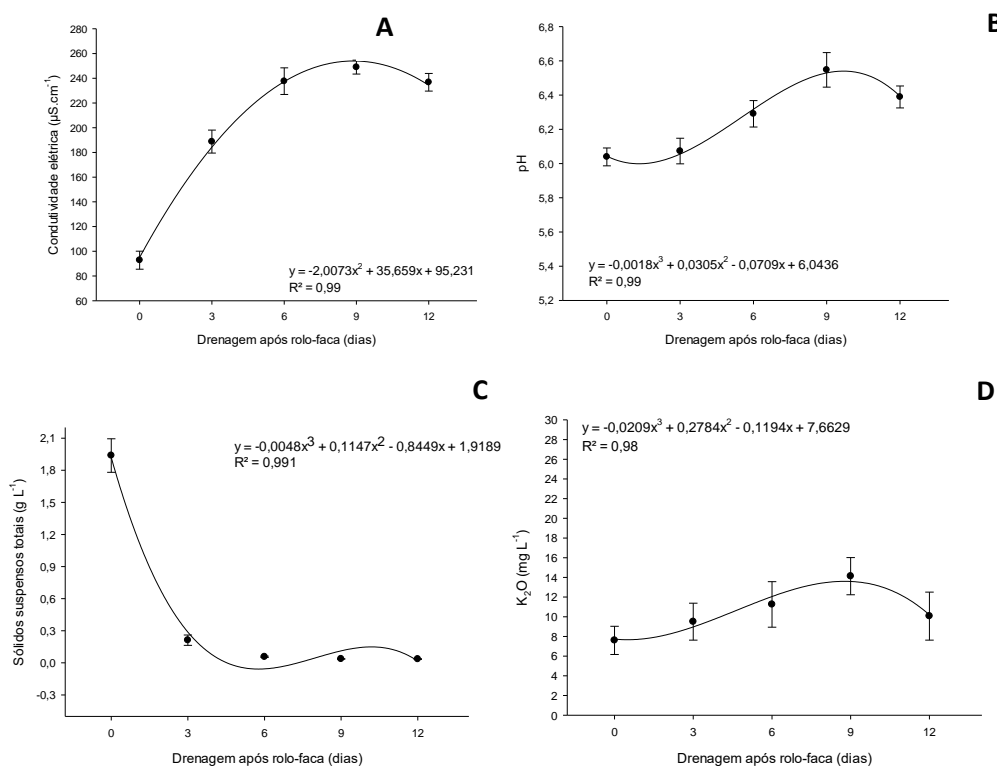 A
Condutividade elétrica (µS.cm⁻¹)
280
260
240
220
200
180
160
140
120
100
80
60
y = -2,0073x² + 35,659x + 95,231
R² = 0,99
0 3 6 9 12
Drenagem após rolo-faca (dias)
B
pH
6,8
6,6
6,4
6,2
6,0
5,8
5,6
5,4
5,2
y = -0,0018x³ + 0,0305x² - 0,0709x + 6,0436
R² = 0,99
0 3 6 9 12
Drenagem após rolo-faca (dias)
C
Sólidos suspensos totais (g L⁻¹)
2,1
1,8
1,5
1,2
0,9
0,6
0,3
0,0
-0,3
y = -0,0048x³ + 0,1147x² - 0,8449x + 1,9189
R² = 0,991
0 3 6 9 12
Drenagem após rolo-faca (dias)
D
K₂O (mg L⁻¹)
30
28
26
24
22
20
18
16
14
12
10
8
6
4
2
0
y = -0,0209x³ + 0,2784x² - 0,1194x + 7,6629
R² = 0,98
0 3 6 9 12
Drenagem após rolo-faca (dias)